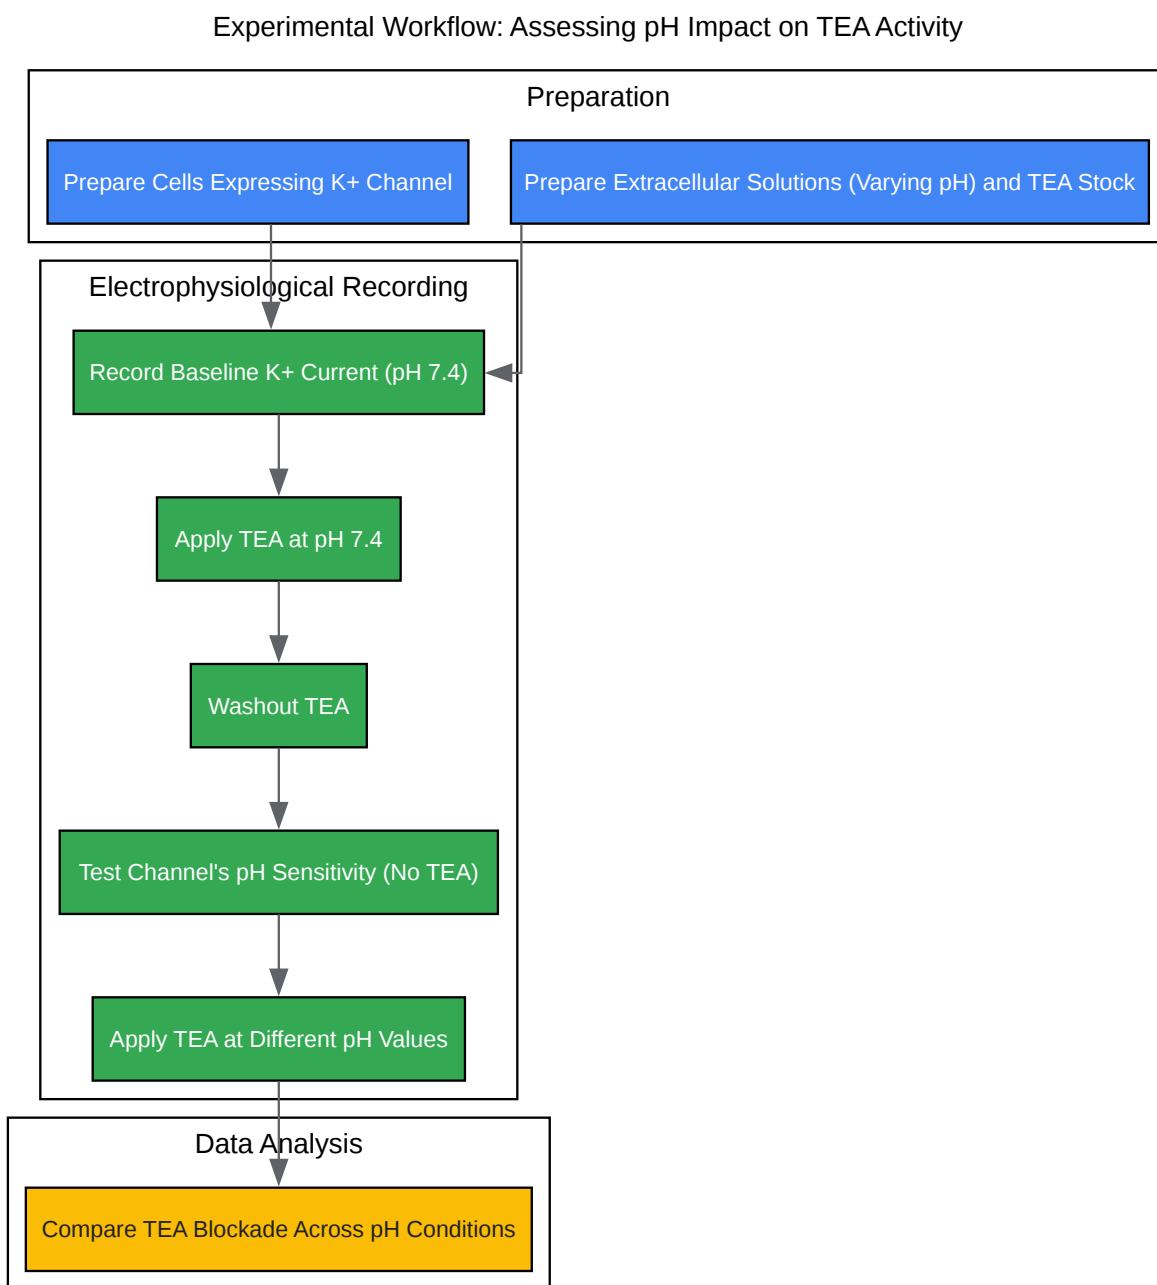 Experimental Workflow: Assessing pH Impact on TEA Activity
Preparation
Prepare Cells Expressing K+ Channel
Prepare Extracellular Solutions (Varying pH) and TEA Stock
Electrophysiological Recording
Record Baseline K+ Current (pH 7.4)
Apply TEA at pH 7.4
Washout TEA
Test Channel's pH Sensitivity (No TEA)
Apply TEA at Different pH Values
Data Analysis
Compare TEA Blockade Across pH Conditions